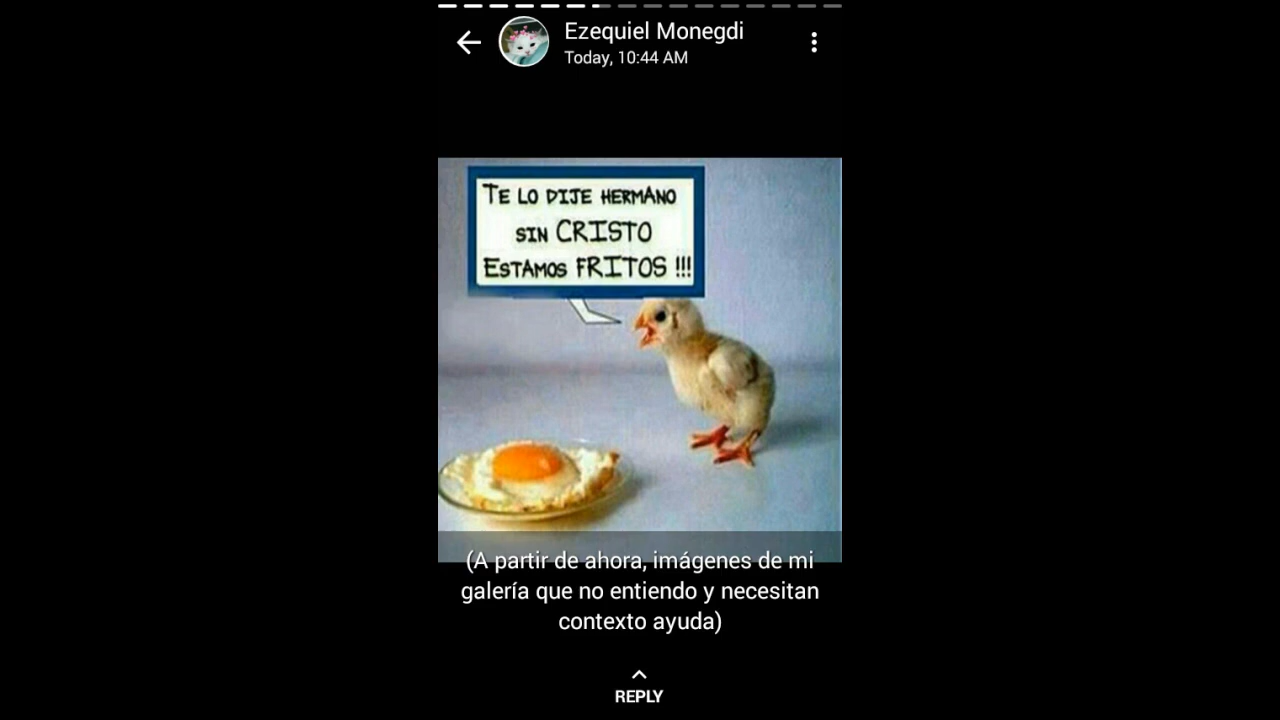 Ezequiel Monegdi
Today, 10:44 AM
TE LO DIJE HERMANO
SIN CRISTO
ESTAMOS FRITOS !!!
(A partir de ahora, imágenes de mi
galería que no entiendo y necesitan
contexto ayuda)
REPLY